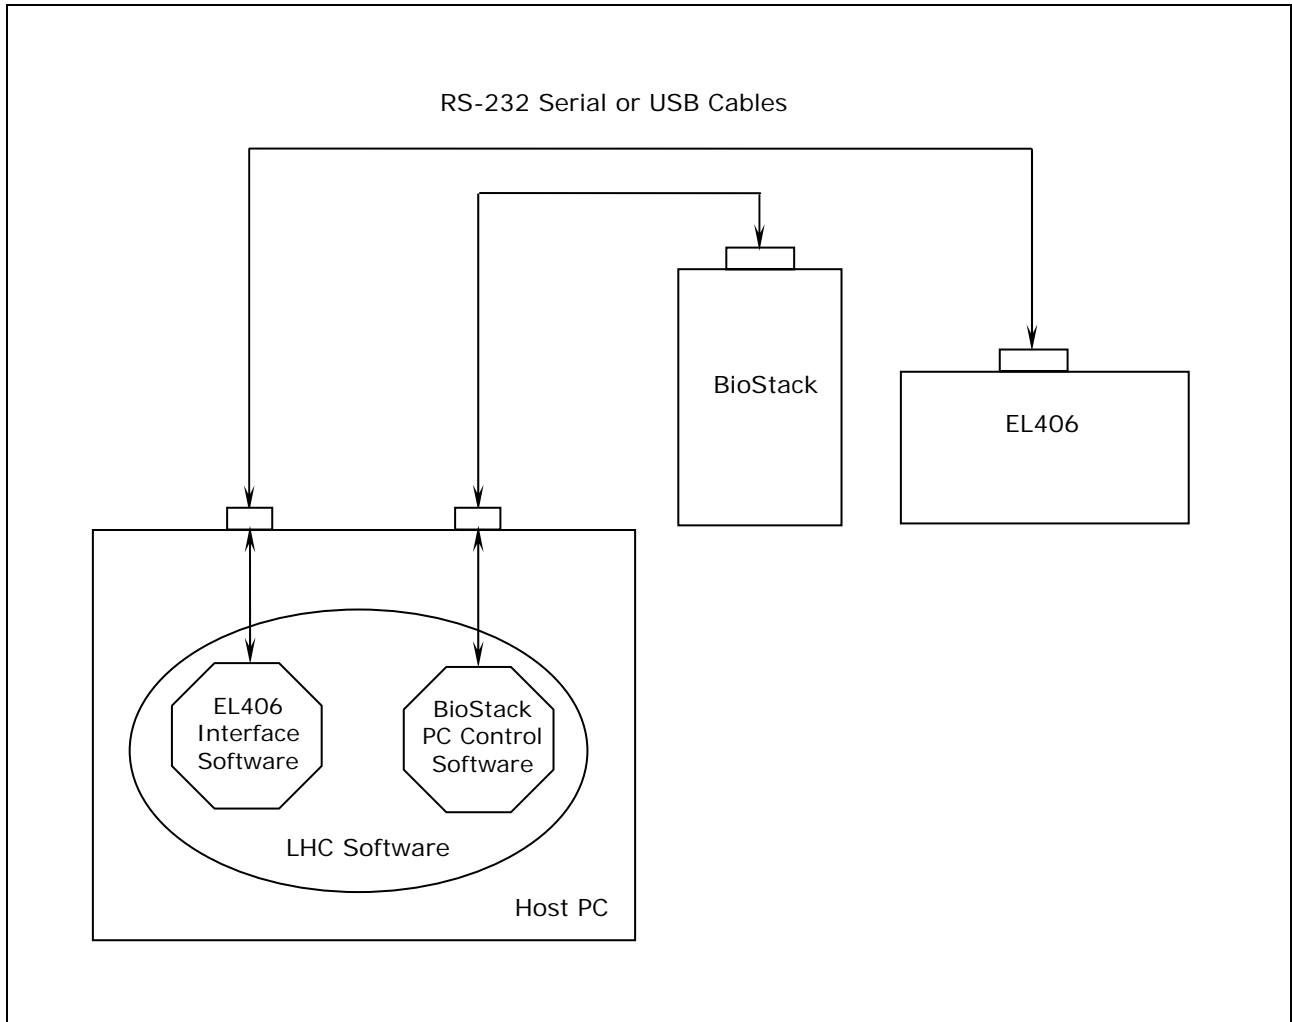 RS-232 Serial or USB Cables
BioStack
EL406
EL406
Interface
Software
BioStack
PC Control
Software
LHC Software
Host PC